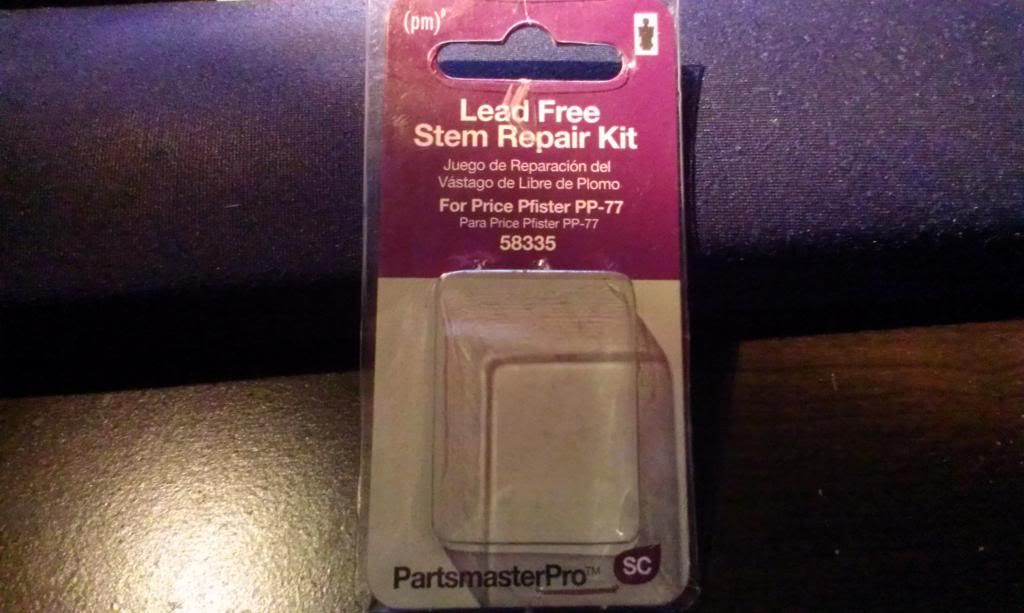 (pm)®
Lead Free
Stem Repair Kit
Juego de Reparación del
Vástago de Libre de Plomo
For Price Pfister PP-77
Para Price Pfister PP-77
58335
PartsmasterPro™
SC